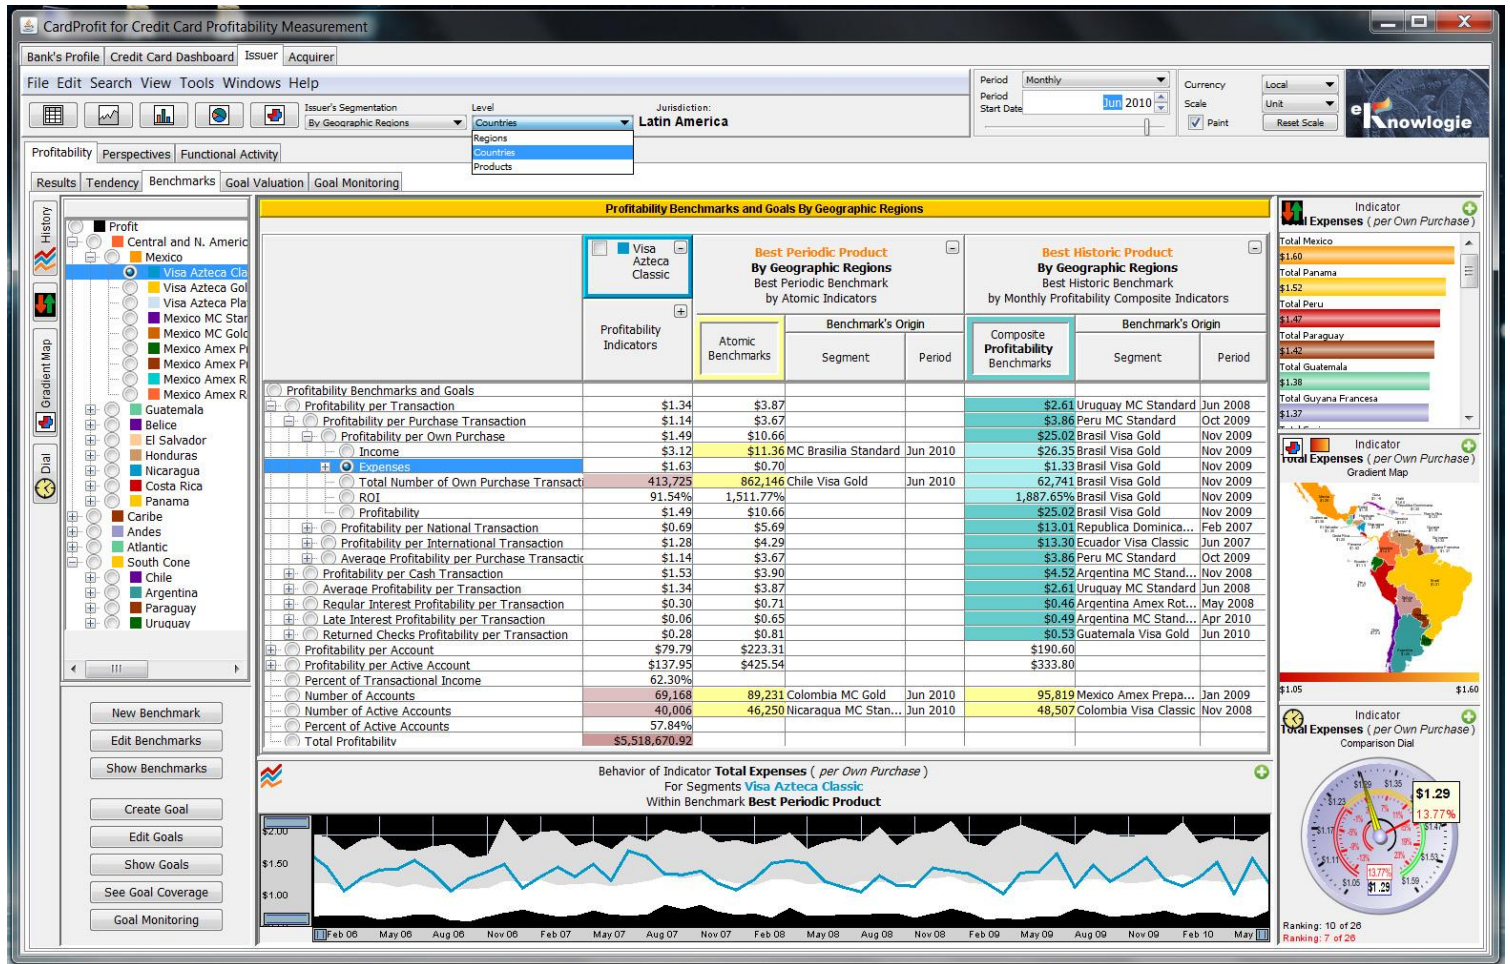 CardProfit for Credit Card Profitability Measurement
Bank's Profile Credit Card Dashboard Issuer Acquirer
File Edit Search View Tools Windows Help
Issuer's Segmentation
By Geographic Regions
Level
Countries
Regions
Countries
Products
Jurisdiction:
Latin America
Period Monthly
Period Start Date Jun 2010
Currency Local
Scale Unit
Paint Reset Scale
eKnowlogie
Profitability Perspectives Functional Activity
Results Tendency Benchmarks Goal Valuation Goal Monitoring
History
Gradient Map
Dial
Profit
Central and N. Americ
Mexico
Visa Azteca Cla
Visa Azteca Gol
Visa Azteca Pla
Mexico MC Star
Mexico MC Golc
Mexico Amex Pr
Mexico Amex Pl
Mexico Amex R
Mexico Amex R
Guatemala
Belice
El Salvador
Honduras
Nicaragua
Costa Rica
Panama
Caribe
Andes
Atlantic
South Cone
Chile
Argentina
Paraguay
Uruguay
New Benchmark
Edit Benchmarks
Show Benchmarks
Create Goal
Edit Goals
Show Goals
See Goal Coverage
Goal Monitoring
Profitability Benchmarks and Goals By Geographic Regions
Visa Azteca Classic
Profitability Indicators
Best Periodic Product
By Geographic Regions
Best Periodic Benchmark
by Atomic Indicators
Atomic Benchmarks
Benchmark's Origin
Segment Period
Best Historic Product
By Geographic Regions
Best Historic Benchmark
by Monthly Profitability Composite Indicators
Composite Profitability Benchmarks
Benchmark's Origin
Segment Period
Profitability Benchmarks and Goals
Profitability per Transaction $1.34 $3.87 $2.61 Uruguay MC Standard Jun 2008
Profitability per Purchase Transaction $1.14 $3.67 $3.86 Peru MC Standard Oct 2009
Profitability per Own Purchase $1.49 $10.66 $25.02 Brasil Visa Gold Nov 2009
Income $3.12 $11.36 MC Brasilia Standard Jun 2010 $26.35 Brasil Visa Gold Nov 2009
Expenses $1.63 $0.70 $1.33 Brasil Visa Gold Nov 2009
Total Number of Own Purchase Transacti 413,725 862,146 Chile Visa Gold Jun 2010 62,741 Brasil Visa Gold Nov 2009
ROI 91.54% 1,511.77% 1,887.65% Brasil Visa Gold Nov 2009
Profitability $1.49 $10.66 $25.02 Brasil Visa Gold Nov 2009
Profitability per National Transaction $0.69 $5.69 $13.01 Republica Dominica... Feb 2007
Profitability per International Transaction $1.28 $4.29 $13.30 Ecuador Visa Classic Jun 2007
Average Profitability per Purchase Transactic $1.14 $3.67 $3.86 Peru MC Standard Oct 2009
Profitability per Cash Transaction $1.53 $3.90 $4.52 Argentina MC Stand... Nov 2008
Average Profitability per Transaction $1.34 $3.87 $2.61 Uruguay MC Standard Jun 2008
Regular Interest Profitability per Transaction $0.30 $0.71 $0.46 Argentina Amex Rot... May 2008
Late Interest Profitability per Transaction $0.06 $0.65 $0.49 Argentina MC Stand... Apr 2010
Returned Checks Profitability per Transaction $0.28 $0.81 $0.53 Guatemala Visa Gold Jun 2010
Profitability per Account $79.79 $223.31 $190.60
Profitability per Active Account $137.95 $425.54 $333.80
Percent of Transactional Income 62.30%
Number of Accounts 69,168 89,231 Colombia MC Gold Jun 2010 95,819 Mexico Amex Prepa... Jan 2009
Number of Active Accounts 40,006 46,250 Nicaragua MC Stan... Jun 2010 48,507 Colombia Visa Classic Nov 2008
Percent of Active Accounts 57.84%
Total Profitability $5,518,670.92
Behavior of Indicator Total Expenses ( per Own Purchase )
For Segments Visa Azteca Classic
Within Benchmark Best Periodic Product
$2.00
$1.50
$1.00
Feb 06 May 06 Aug 06 Nov 06 Feb 07 May 07 Aug 07 Nov 07 Feb 08 May 08 Aug 08 Nov 08 Feb 09 May 09 Aug 09 Nov 09 Feb 10 May
Indicator
Total Expenses ( per Own Purchase )
Total Mexico
$1.60
Total Panama
$1.52
Total Peru
$1.47
Total Paraguay
$1.42
Total Guatemala
$1.38
Total Guyana Francesa
$1.37
Indicator
Total Expenses ( per Own Purchase )
Gradient Map
$1.05 $1.60
Indicator
Total Expenses ( per Own Purchase )
Comparison Dial
$1.05 $1.11 $1.17 $1.23 $1.29 $1.35 $1.47 $1.53 $1.59
$1.29
13.77%
13.77%
$1.29
Ranking: 10 of 26
Ranking: 7 of 26